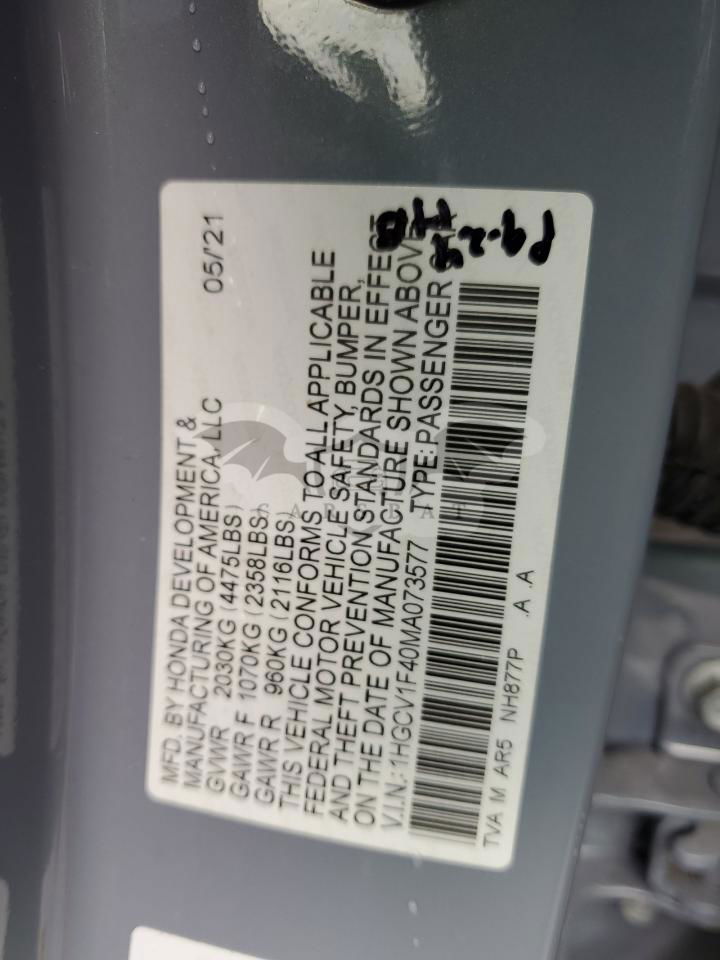 MFD. BY HONDA DEVELOPMENT &
MANUFACTURING OF AMERICA, LLC 05/'21
GVWR 2030KG (4475LBS)
GAWR F 1070KG (2358LBS)
GAWR R 960KG (2116LBS)
THIS VEHICLE CONFORMS TO ALL APPLICABLE
FEDERAL MOTOR VEHICLE SAFETY, BUMPER,
AND THEFT PREVENTION STANDARDS IN EFFECT
ON THE DATE OF MANUFACTURE SHOWN ABOVE
V.I.N.: 1HGCV1F40MA073577 TYPE:PASSENGER
TVA M AR5 NH877P .A .A